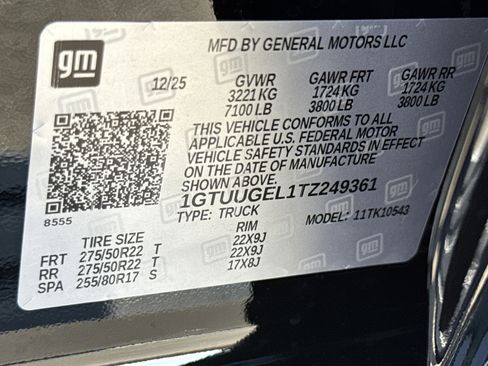 gm
MFD BY GENERAL MOTORS LLC
12/25 GVWR GAWR FRT GAWR RR
3221 KG 1724 KG 1724 KG
7100 LB 3800 LB 3800 LB
THIS VEHICLE CONFORMS TO ALL
APPLICABLE U.S. FEDERAL MOTOR
VEHICLE SAFETY STANDARDS IN EFFECT
ON THE DATE OF MANUFACTURE
SHOWN ABOVE.
1GTUUGEL1TZ249361
8555
TYPE: TRUCK MODEL: 11TK10543
TIRE SIZE RIM
FRT 275/50R22 T 22X9J
RR 275/50R22 T 22X9J
SPA 255/80R17 S 17X8J